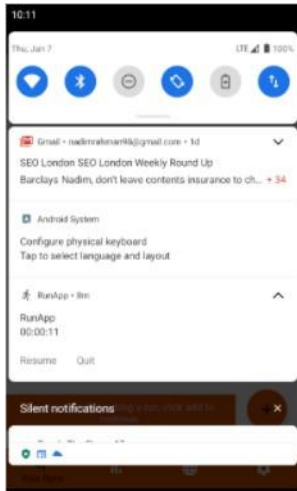 10:11
Thu, Jan 7 LTE 100%
Gmail • nadimrahman98@gmail.com • 1d
SEO London SEO London Weekly Round Up
Barclays Nadim, don't leave contents insurance to ch... + 34
Android System
Configure physical keyboard
Tap to select language and layout
RunApp • 8m
RunApp
00:00:11
Resume Quit
Silent notifications